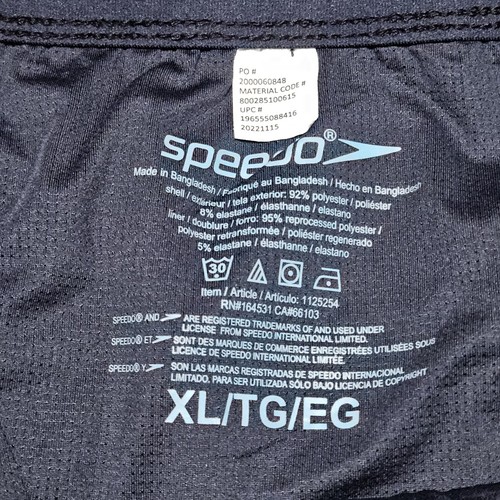 PO #
2000060848
MATERIAL CODE #
800285100615
UPC #
196555088416
20221115
speedo®
Made in Bangladesh / Fabriqué au Bangladesh / Hecho en Bangladesh
shell / extérieur / tela exterior: 92% polyester / poliéster
8% elastane / élasthanne / elastano
liner / doublure / forro: 95% reprocessed polyester /
polyester retransformée / poliéster regenerado
5% elastane / élasthanne / elastano
30
Item / Article / Artículo: 1125254
RN#164531 CA#66103
SPEEDO® AND ARE REGISTERED TRADEMARKS OF AND USED UNDER
LICENSE FROM SPEEDO INTERNATIONAL LIMITED.
SPEEDO® ET SONT DES MARQUES DE COMMERCE ENREGISTRÉES UTILISÉES SOUS
LICENCE DE SPEEDO INTERNATIONAL LIMITÉE.
SPEEDO® Y SON LAS MARCAS REGISTRADAS DE SPEEDO INTERNACIONAL
LIMITADO. PARA SER UTILIZADA SÓLO BAJO LICENCIA DE COPYRIGHT
XL/TG/EG